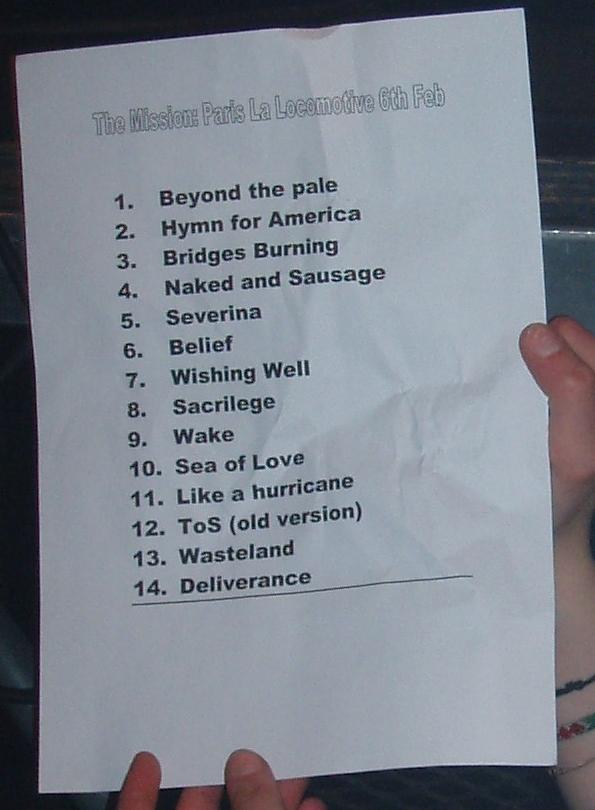 The Mission: Paris La Locomotive 6th Feb
1. Beyond the pale
2. Hymn for America
3. Bridges Burning
4. Naked and Sausage
5. Severina
6. Belief
7. Wishing Well
8. Sacrilege
9. Wake
10. Sea of Love
11. Like a hurricane
12. ToS (old version)
13. Wasteland
14. Deliverance